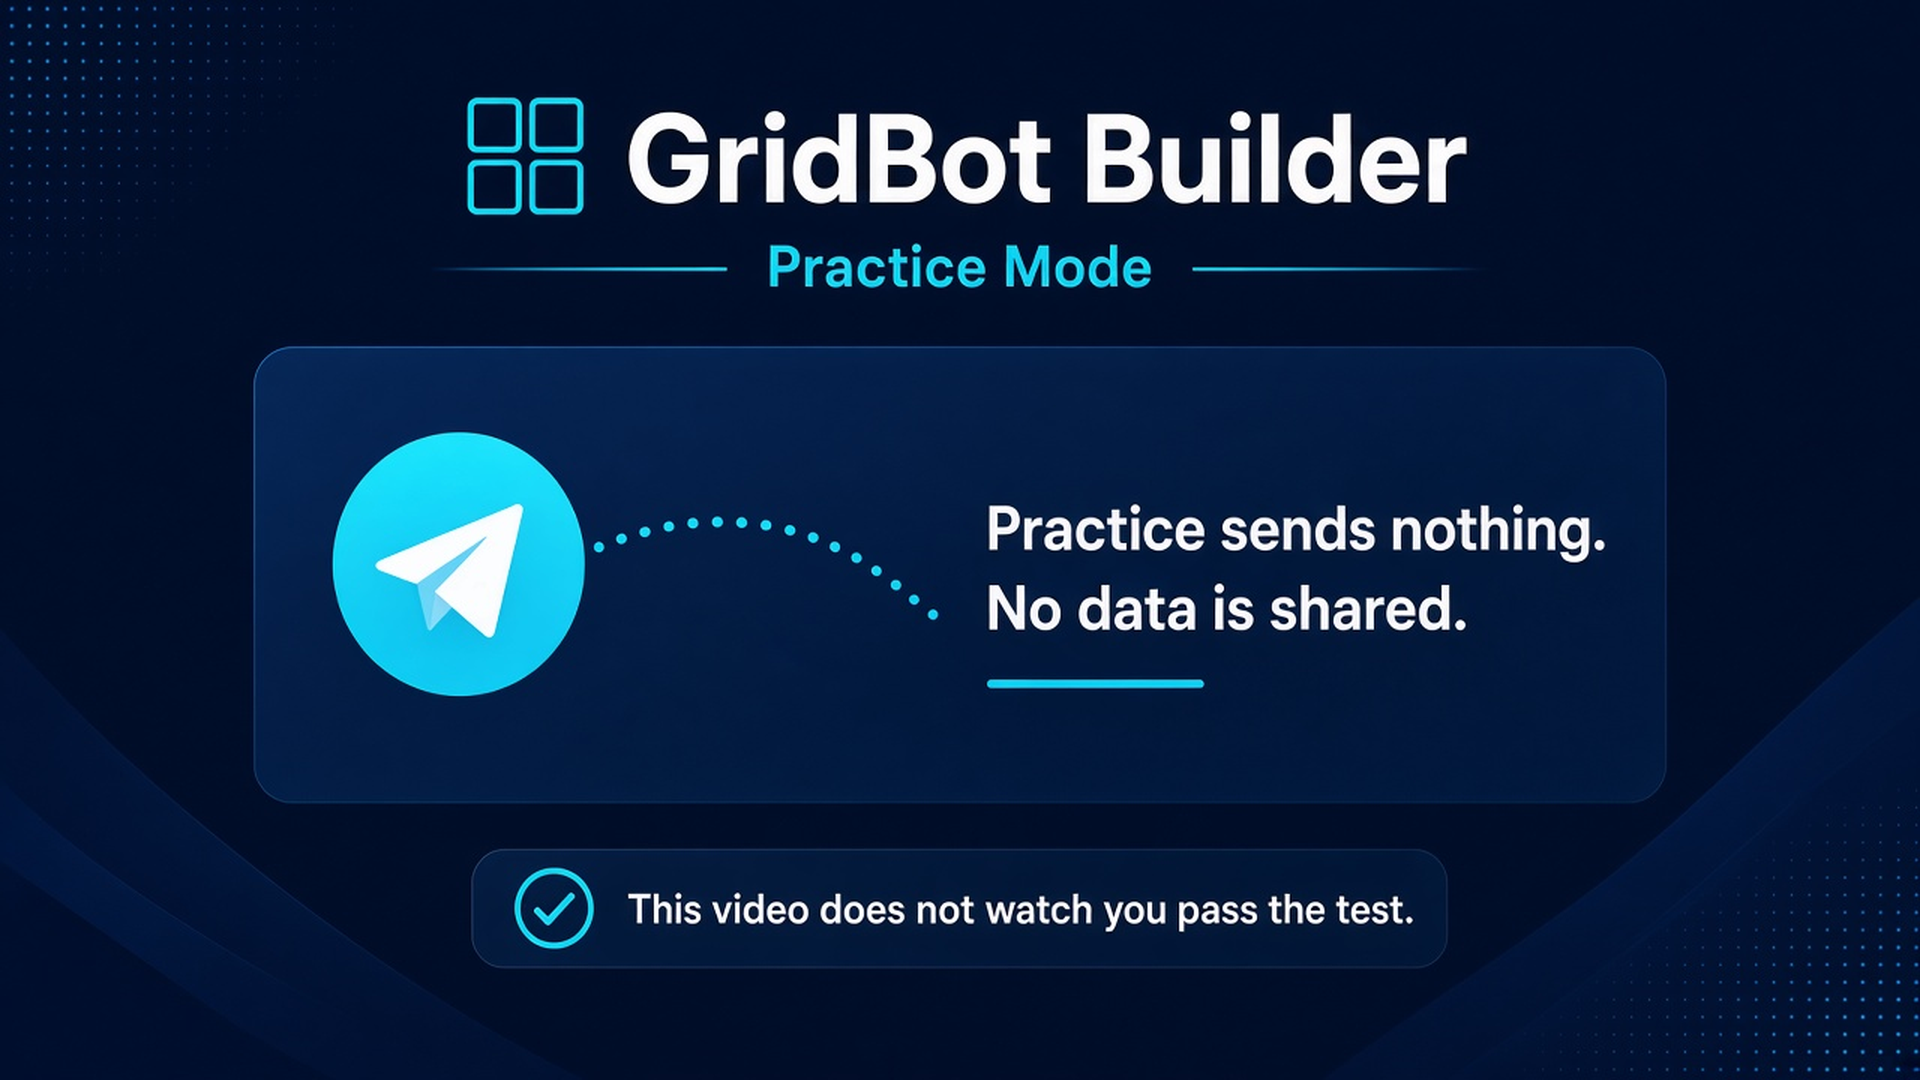 GridBot Builder
Practice Mode
Practice sends nothing.
No data is shared.
This video does not watch you pass the test.